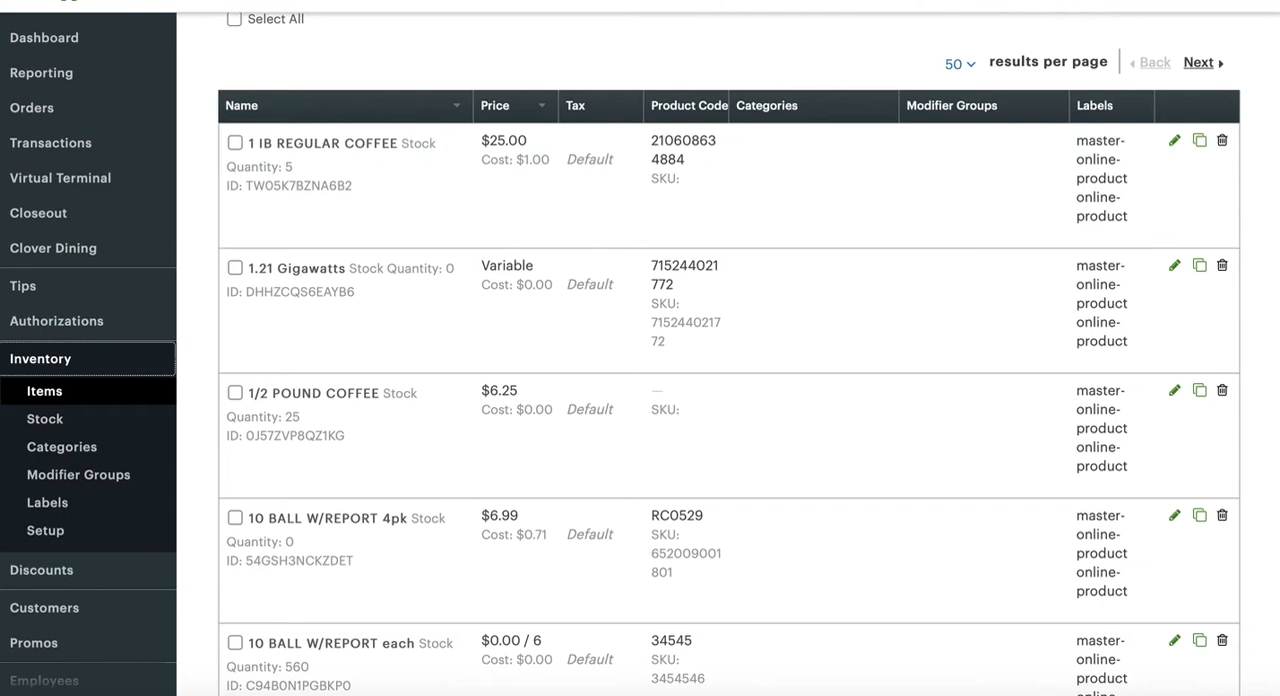 Select All
50 results per page Back Next
Dashboard
Reporting
Orders
Transactions
Virtual Terminal
Closeout
Clover Dining
Tips
Authorizations
Inventory
Items
Stock
Categories
Modifier Groups
Labels
Setup
Discounts
Customers
Promos
Employees
Name Price Tax Product Code Categories Modifier Groups Labels
1 IB REGULAR COFFEE Stock
Quantity: 5
ID: TW05K7BZNA6B2
$25.00
Cost: $1.00
Default
21060863
4884
SKU:
master-
online-
product
online-
product
1.21 Gigawatts Stock Quantity: 0
ID: DHHZCQS6EAYB6
Variable
Cost: $0.00
Default
715244021
772
SKU:
7152440217
72
master-
online-
product
online-
product
1/2 POUND COFFEE Stock
Quantity: 25
ID: 0J57ZVP8QZ1KG
$6.25
Cost: $0.00
Default
—
SKU:
master-
online-
product
online-
product
10 BALL W/REPORT 4pk Stock
Quantity: 0
ID: 54GSH3NCKZDET
$6.99
Cost: $0.71
Default
RC0529
SKU:
652009001
801
master-
online-
product
online-
product
10 BALL W/REPORT each Stock
Quantity: 560
ID: C94B0N1PGBKP0
$0.00 / 6
Cost: $0.00
Default
34545
SKU:
3454546
master-
online-
product